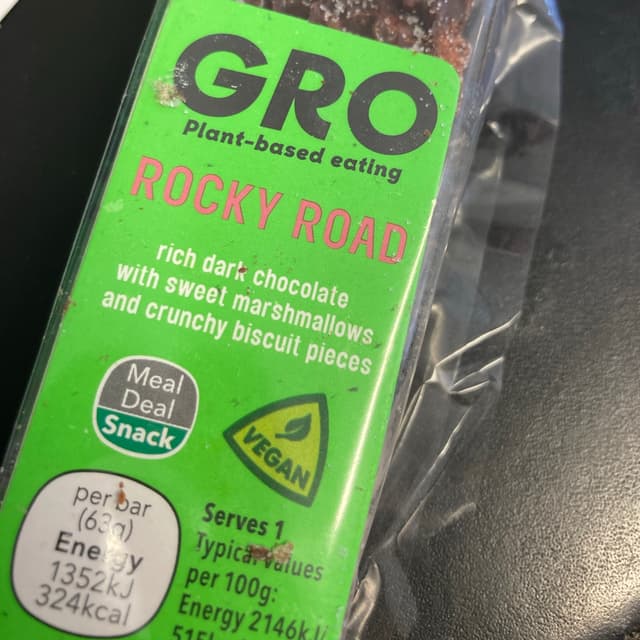 GRO
Plant-based eating
ROCKY ROAD
rich dark chocolate
with sweet marshmallows
and crunchy biscuit pieces
Meal
Deal
Snack
VEGAN
per bar
(63g)
Energy
1352kJ
324kcal
Serves 1
Typical values
per 100g:
Energy 2146kJ/